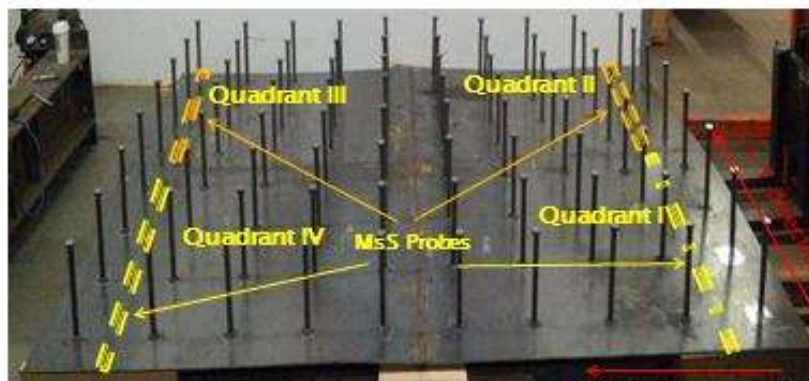 Quadrant III
Quadrant II
Quadrant IV
Quadrant I
MsS Probes